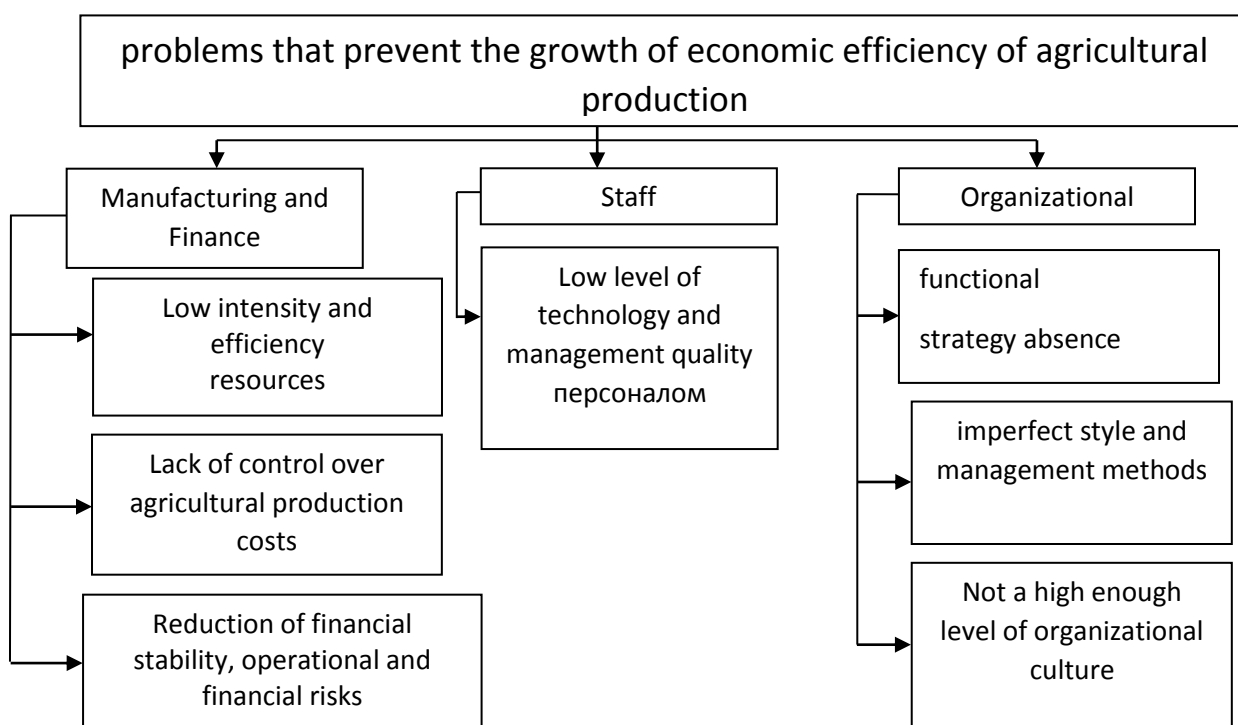 problems that prevent the growth of economic efficiency of agricultural
production
Manufacturing and
Finance
Low intensity and
efficiency
resources
Lack of control over
agricultural production
costs
Reduction of financial
stability, operational and
financial risks
Staff
Low level of
technology and
management quality
персоналом
Organizational
functional
strategy absence
imperfect style and
management methods
Not a high enough
level of organizational
culture